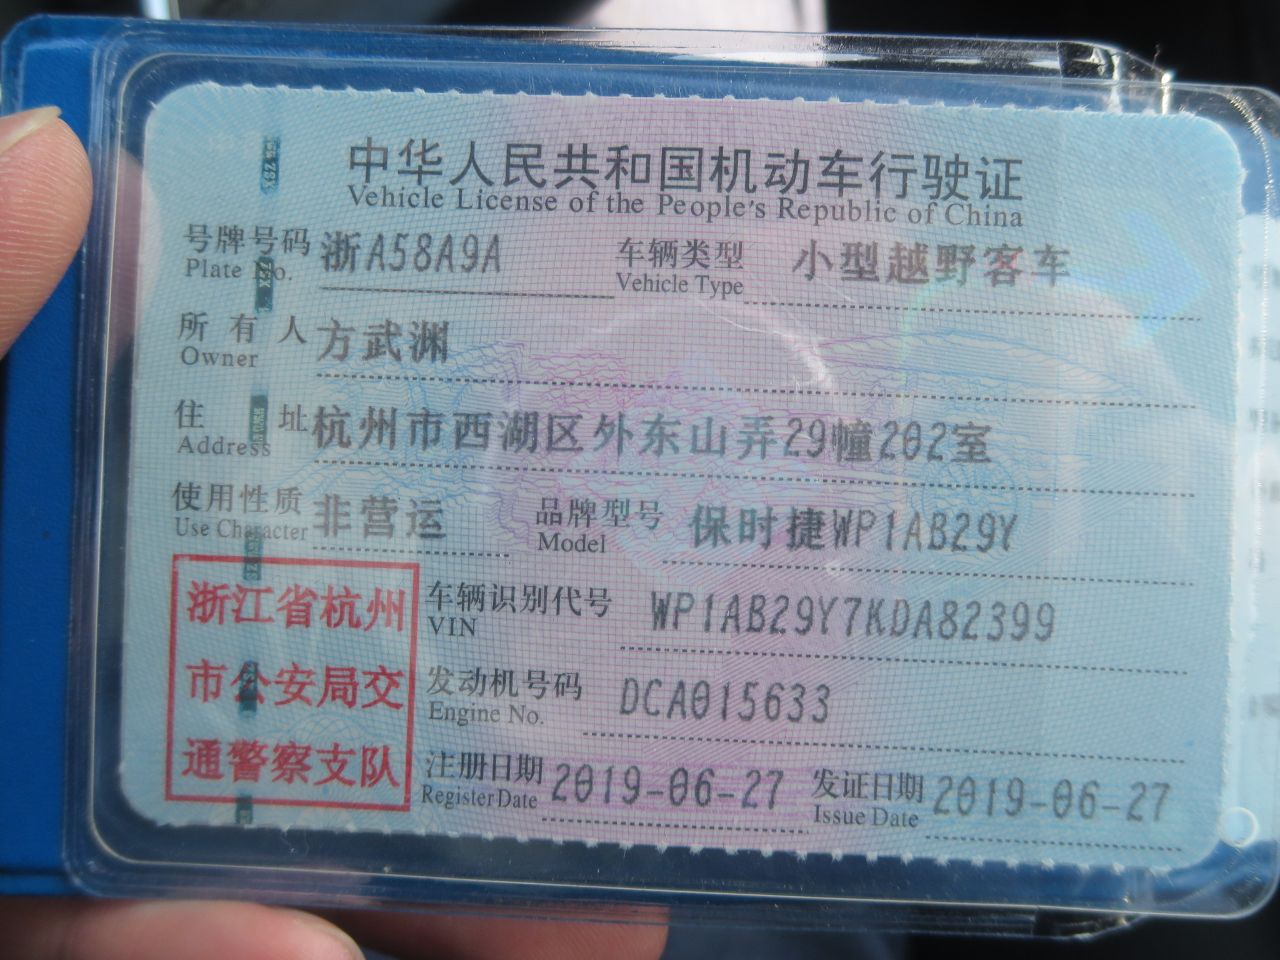 中华人民共和国机动车行驶证
Vehicle License of the People's Republic of China
号牌号码 浙A58A9A 车辆类型 小型越野客车
Plate No. Vehicle Type
所有人 方武洲
Owner
住址 杭州市西湖区外东山弄29幢202室
Address
使用性质 非营运 品牌型号 保时捷WP1AB29Y
Use Character Model
浙江省杭州
市公安局交
通警察支队
车辆识别代号 WP1AB29Y7KDA82399
VIN
发动机号码 DCA015633
Engine No.
注册日期 2019-06-27 发证日期 2019-06-27
Register Date Issue Date